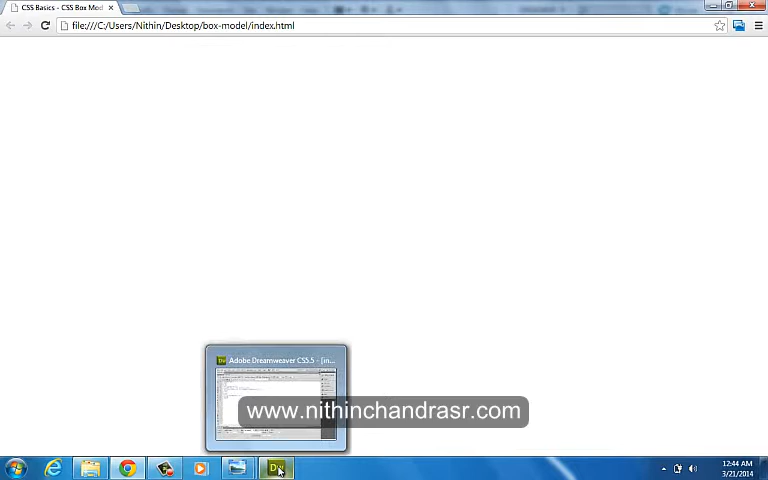 CSS Basics - CSS Box Mod
file:///C:/Users/Nithin/Desktop/box-model/index.html
Adobe Dreamweaver CS5.5 - [in...
www.nithinchandrasr.com
Dw
12:44 AM
3/21/2014